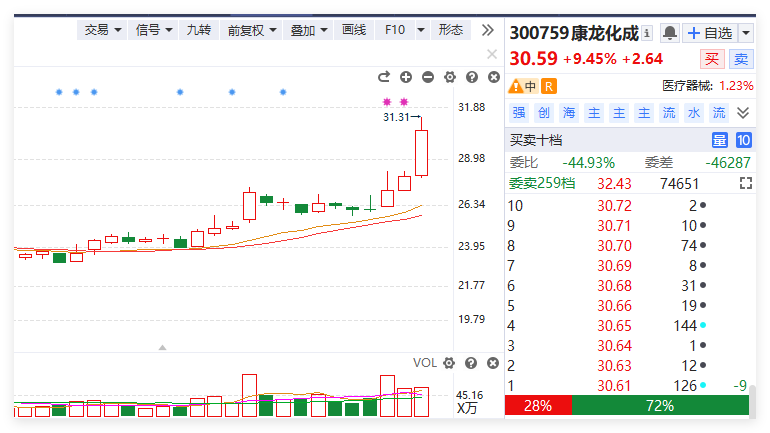 交易 信号 九转 前复权 叠加 画线 F10 形态
300759康龙化成
自选
30.59 +9.45% +2.64
买 卖
中 R
医疗器械: 1.23%
强 创 海 主 主 主 流 水 流
31.88
31.31
28.98
26.34
23.95
21.77
19.79
VOL
45.16
X万
买卖十档 量 10
委比 -44.93% 委差 -46287
委卖259档 32.43 74651
10 30.72 2
9 30.71 10
8 30.70 74
7 30.69 8
6 30.68 31
5 30.66 19
4 30.65 144
3 30.64 1
2 30.63 12
1 30.61 126 -9
28% 72%